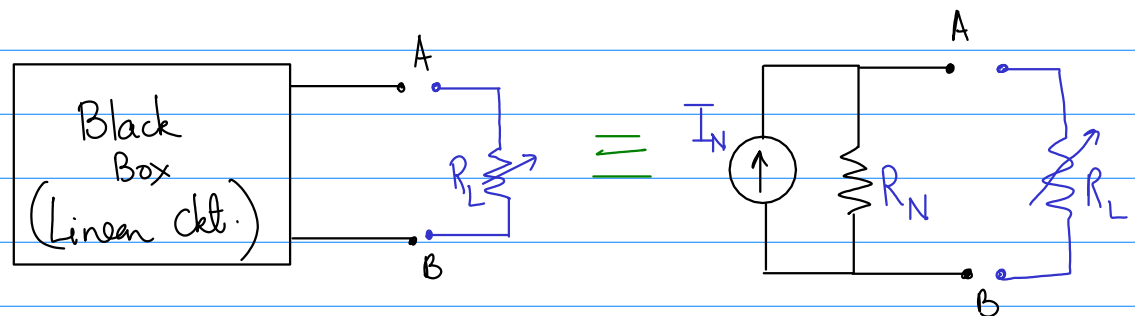 Black
Box
(Linear Ckt.)
A
B
R_L
=
I_N
R_N
A
B
R_L